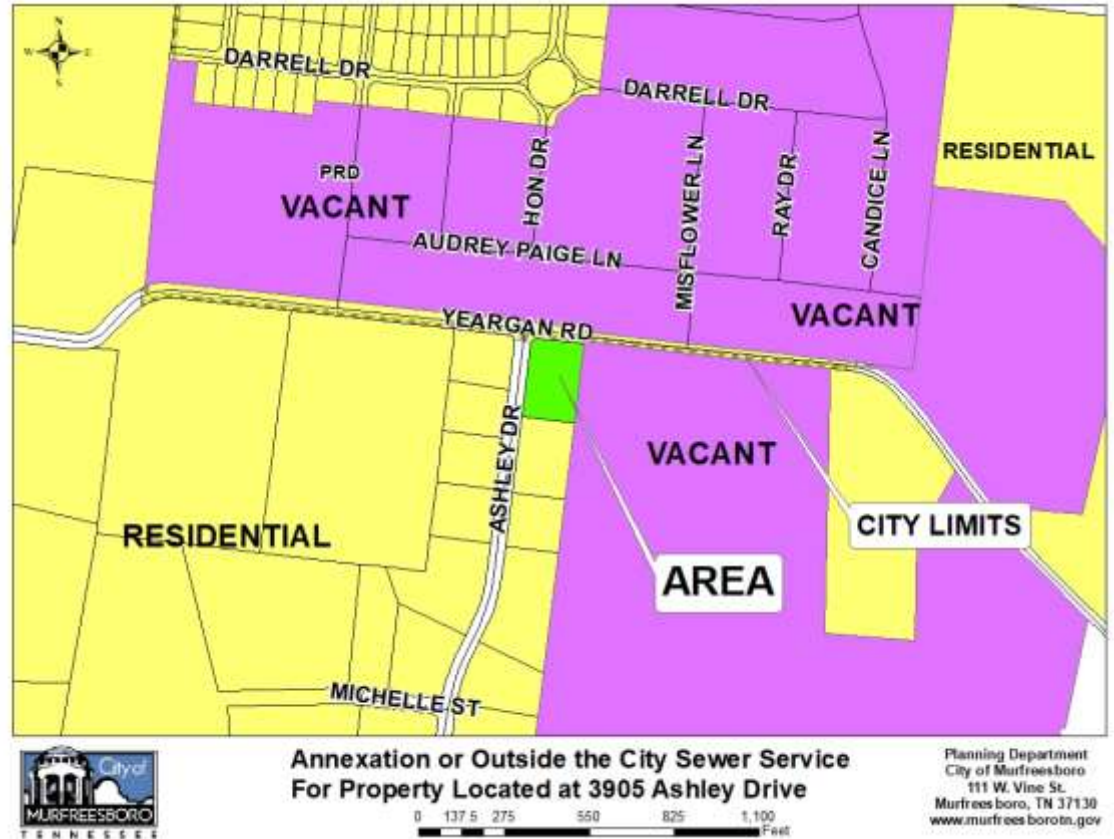 N
W E
S
DARRELL DR
DARRELL DR
RESIDENTIAL
PRD
VACANT
HON DR
MISFLOWER LN
RAY DR
CANDICE LN
AUDREY PAIGE LN
VACANT
YEARGAN RD
ASHLEY DR
VACANT
CITY LIMITS
RESIDENTIAL
AREA
MICHELLE ST
City of
MURFREESBORO
TENNESSEE
Annexation or Outside the City Sewer Service
For Property Located at 3905 Ashley Drive
0 137.5 275 550 825 1,100
Feet
Planning Department
City of Murfreesboro
111 W. Vine St.
Murfreesboro, TN 37130
www.murfreesborotn.gov